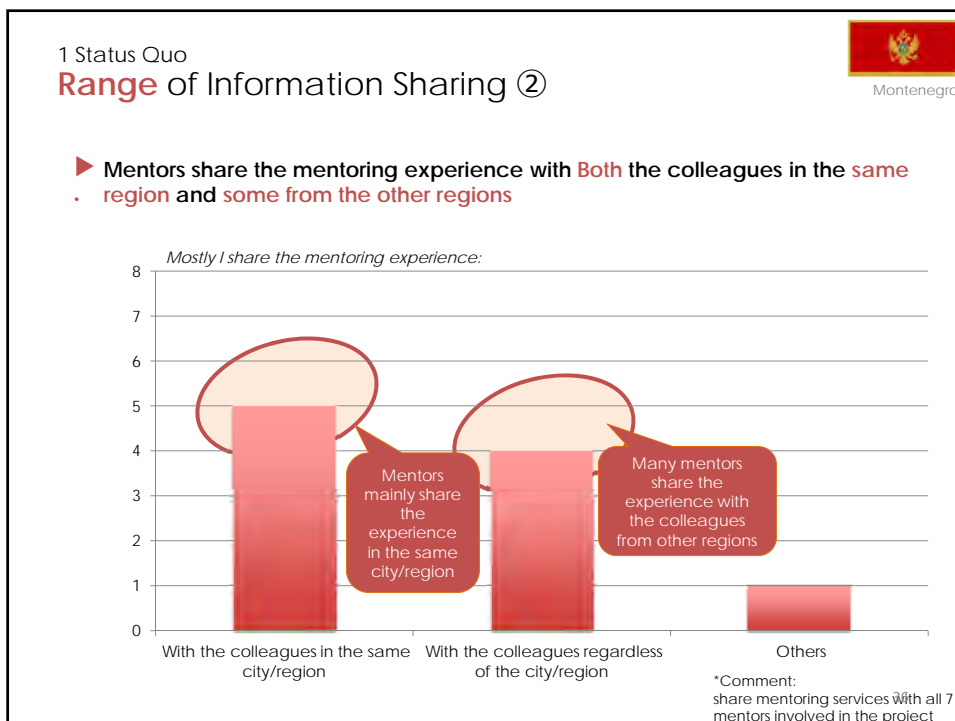 1 Status Quo
Range of Information Sharing ②
Montenegro
▶ Mentors share the mentoring experience with Both the colleagues in the same
. region and some from the other regions
Mostly I share the mentoring experience:
8
7
6
5
4
3
2
1
0
Mentors
mainly share
the
experience
in the same
city/region
Many mentors
share the
experience with
the colleagues
from other regions
With the colleagues in the same
city/region
With the colleagues regardless
of the city/region
Others
*Comment:
share mentoring services with all 7
mentors involved in the project